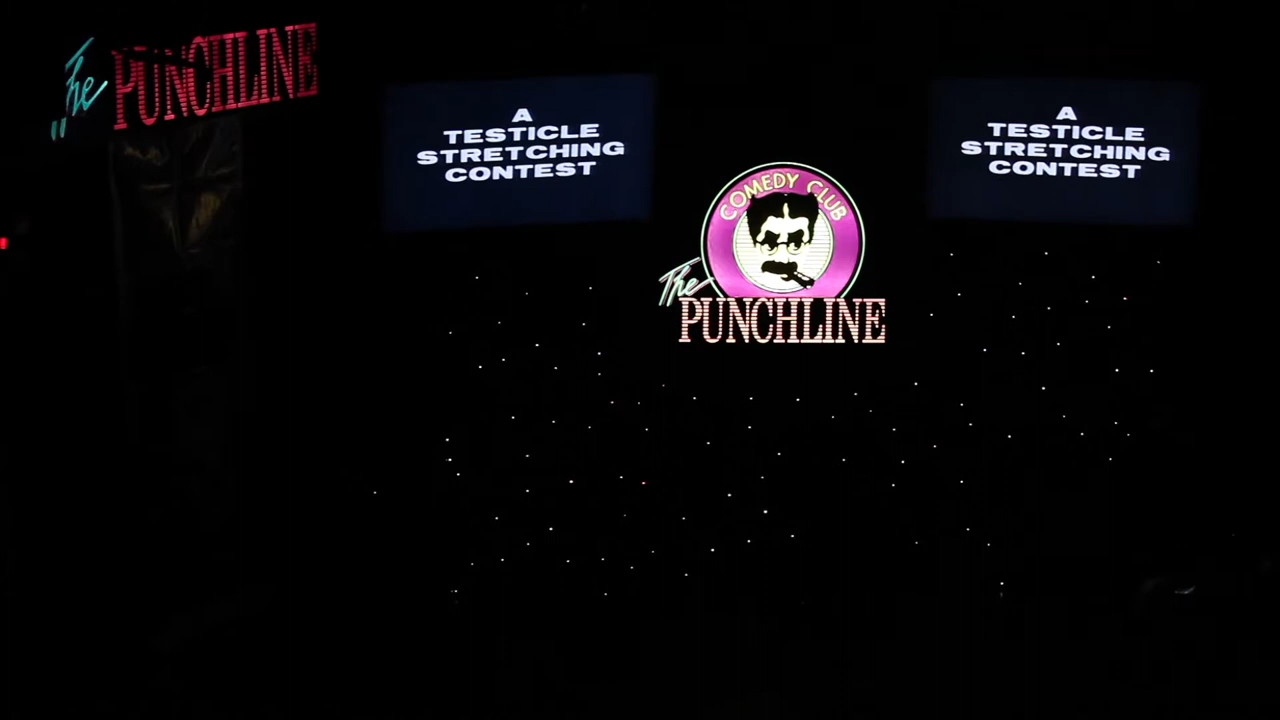 The
PUNCHLINE
A
TESTICLE
STRETCHING
CONTEST
A
TESTICLE
STRETCHING
CONTEST
COMEDY CLUB
The
PUNCHLINE